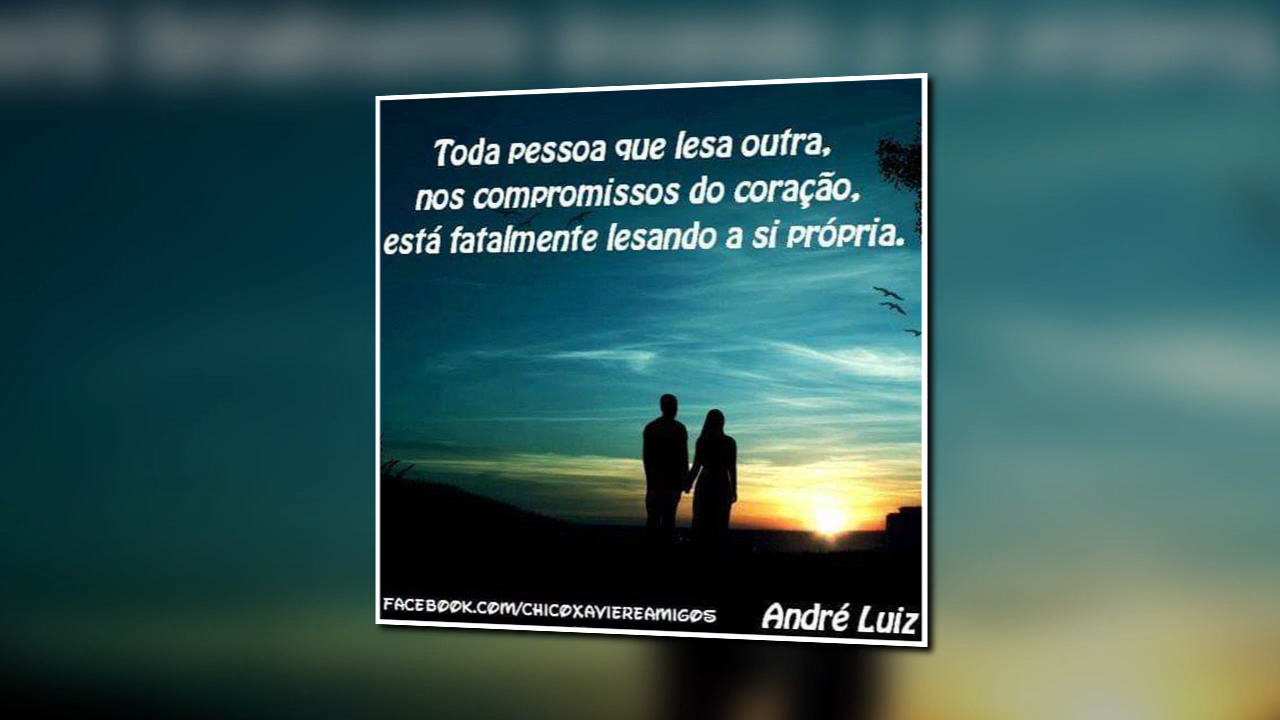 Toda pessoa que lesa outra,
nos compromissos do coração,
está fatalmente lesando a si própria.
FACEBOOK.COM/CHICOXAVIEREAMIGOS
André Luiz